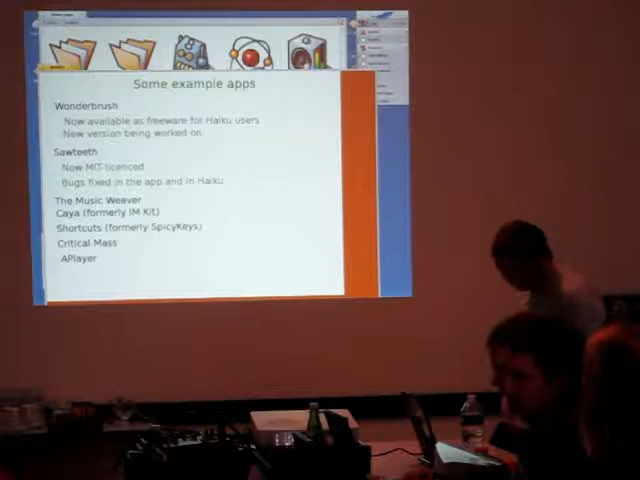 Some example apps
Wonderbrush
Now available as freeware for Haiku users
New version being worked on
Sawteeth
Now MIT licenced
Bugs fixed in the app and in Haiku
The Music Weaver
Caya (formerly IM Kit)
Shortcuts (formerly SpicyKeys)
Critical Mass
APlayer